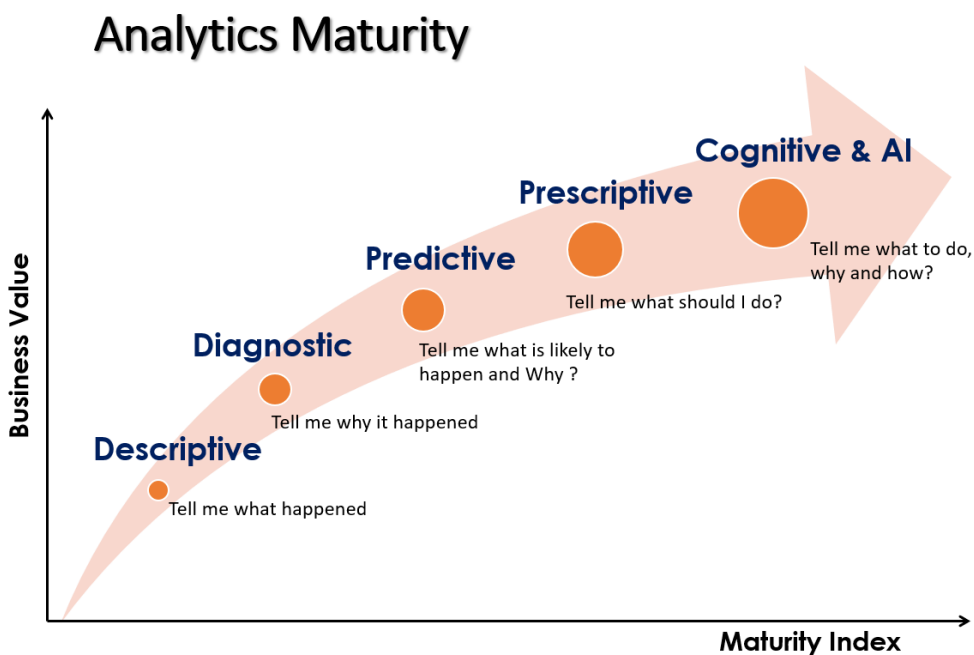 Analytics Maturity
Cognitive & AI
Tell me what to do,
why and how?
Prescriptive
Tell me what should I do?
Predictive
Tell me what is likely to
happen and Why ?
Diagnostic
Tell me why it happened
Descriptive
Tell me what happened
Business Value
Maturity Index